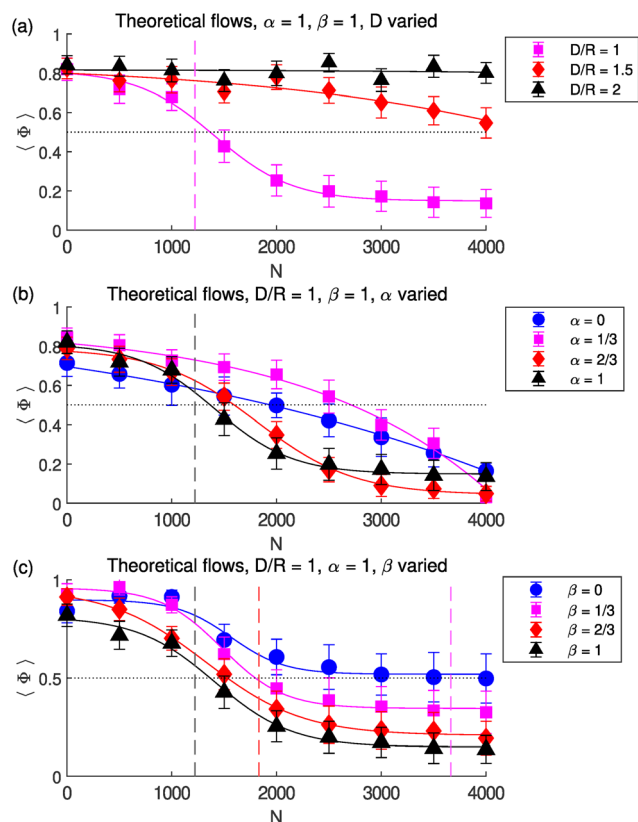 (a)
Theoretical flows, α = 1, β = 1, D varied
1
0.8
0.6
0.4
0.2
0
⟨ Φ ⟩
0
1000
2000
3000
4000
N
D/R = 1
D/R = 1.5
D/R = 2
(b)
Theoretical flows, D/R = 1, β = 1, α varied
1
0.8
0.6
0.4
0.2
0
⟨ Φ ⟩
0
1000
2000
3000
4000
N
α = 0
α = 1/3
α = 2/3
α = 1
(c)
Theoretical flows, D/R = 1, α = 1, β varied
1
0.5
0
⟨ Φ ⟩
0
1000
2000
3000
4000
N
β = 0
β = 1/3
β = 2/3
β = 1